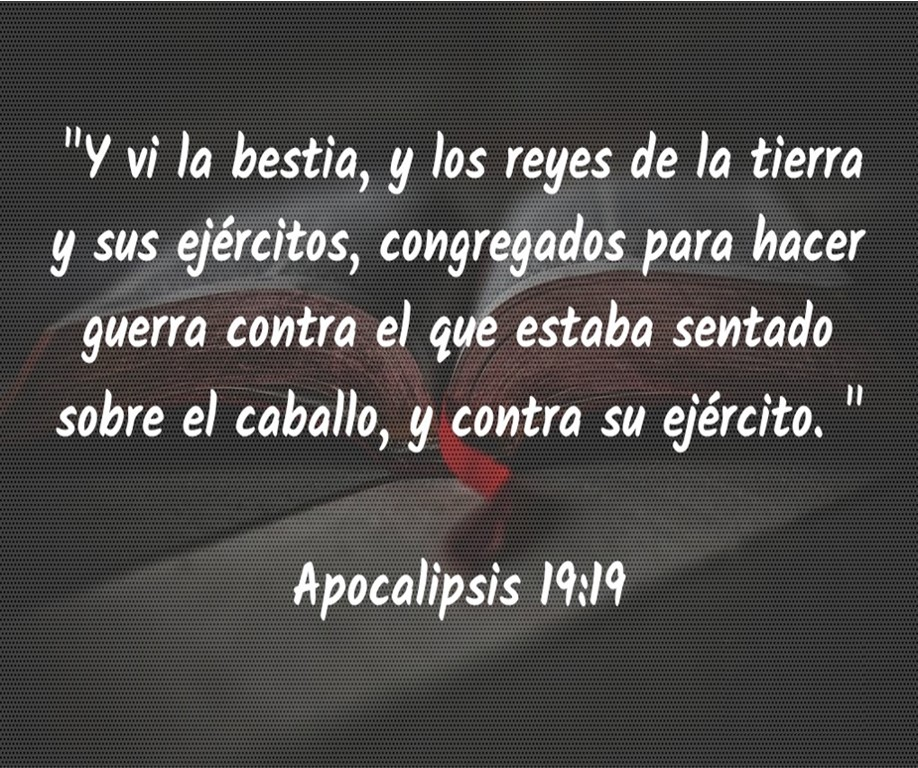 "Y vi la bestia, y los reyes de la tierra
y sus ejércitos, congregados para hacer
guerra contra el que estaba sentado
sobre el caballo, y contra su ejército. "
Apocalipsis 19:19